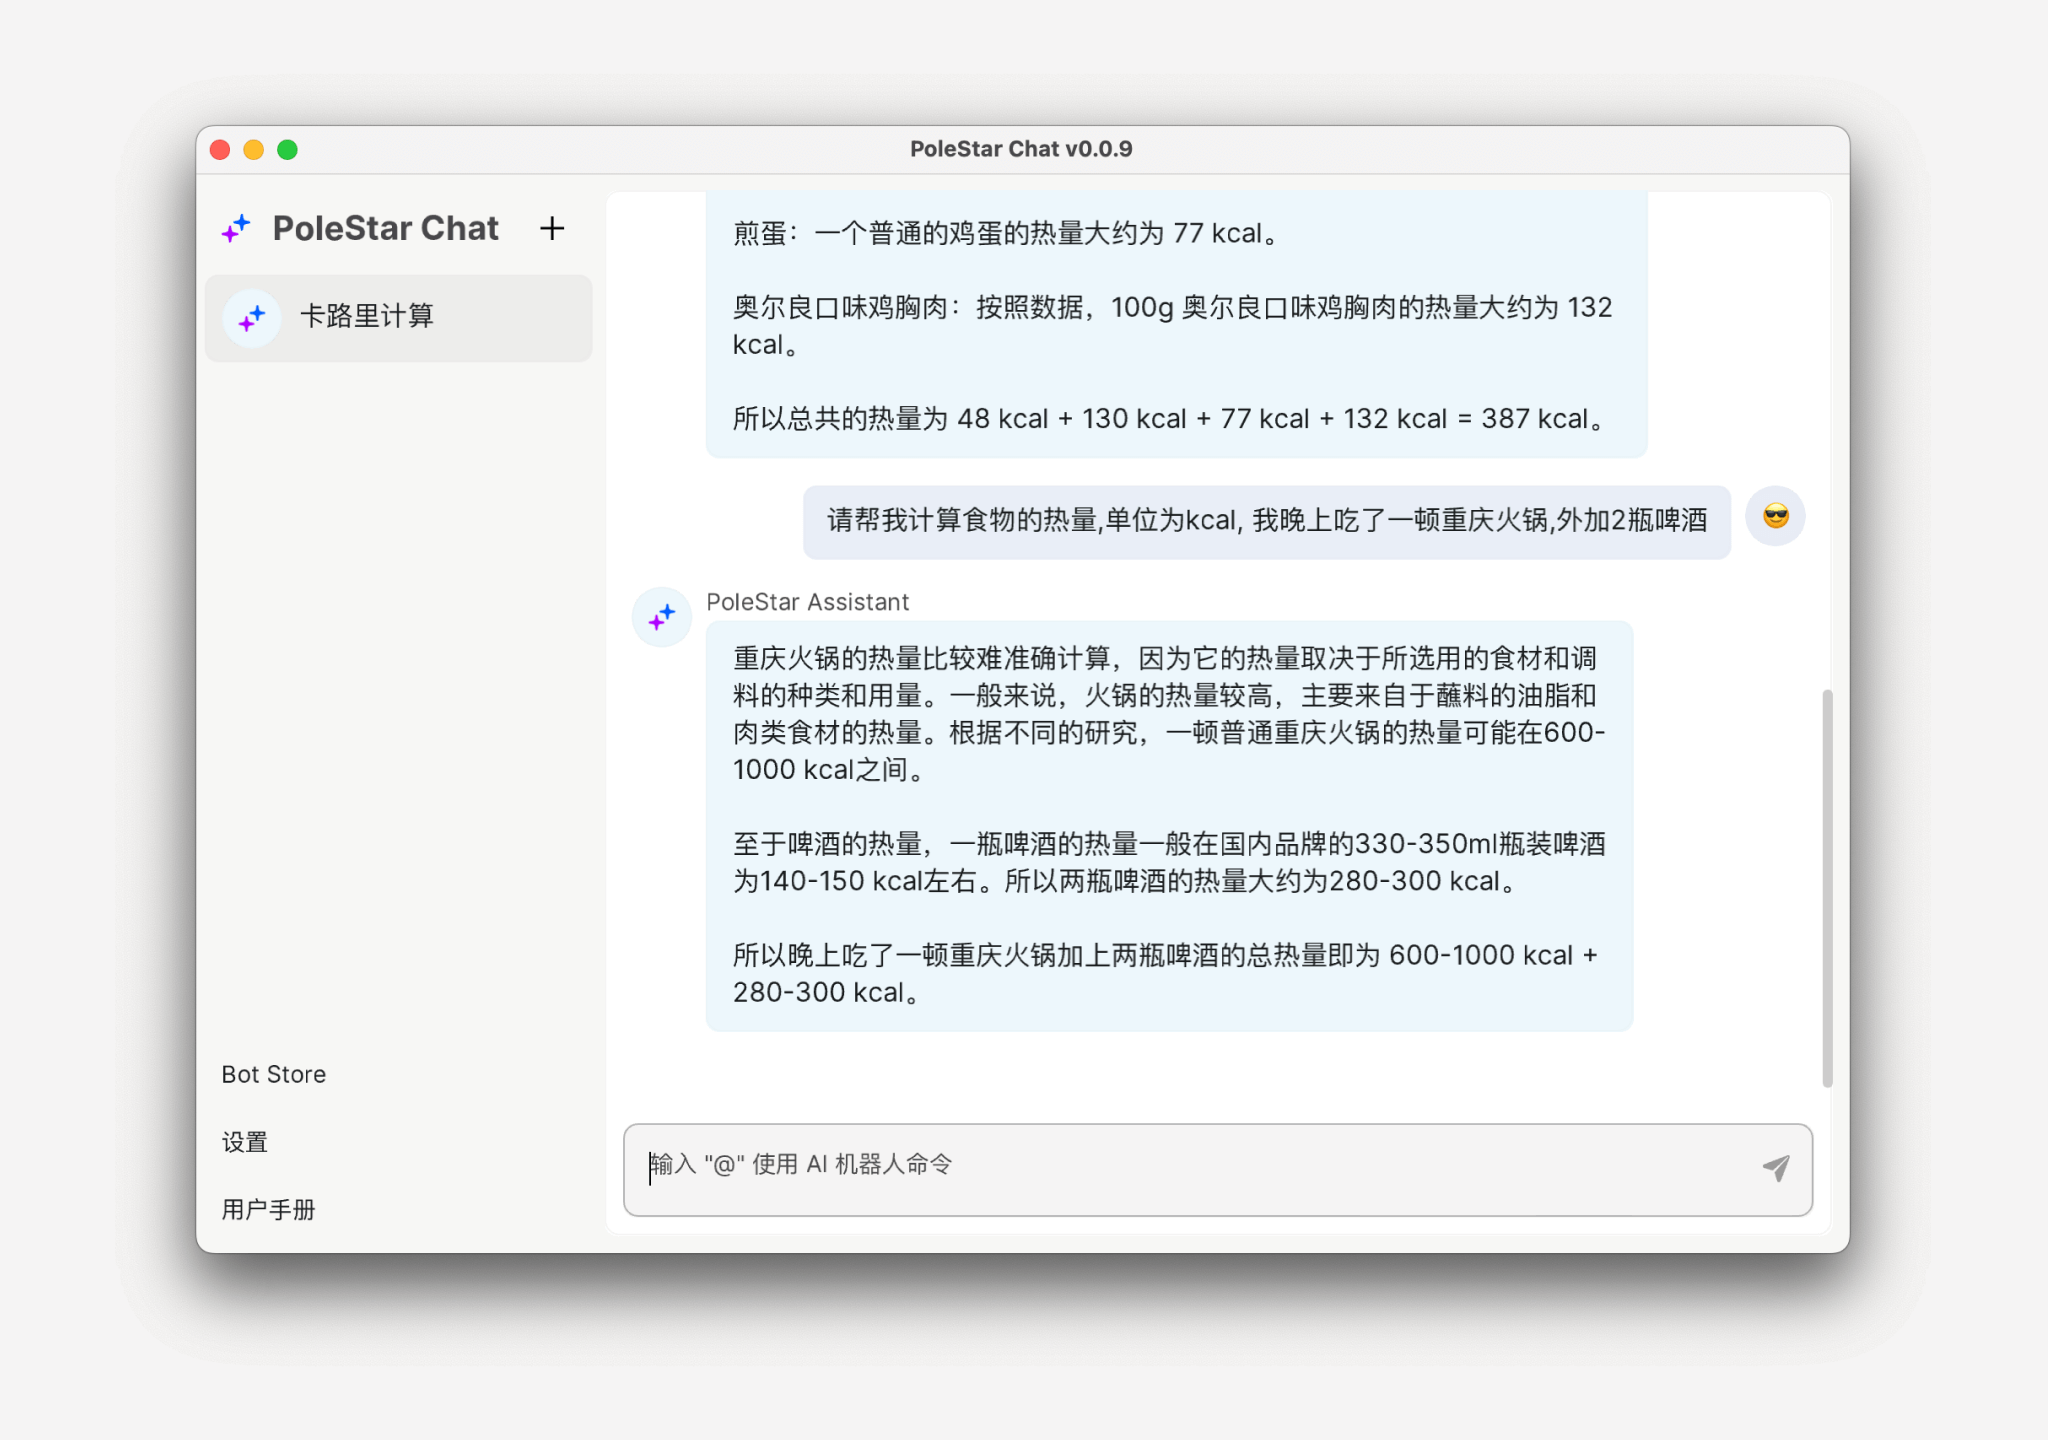 PoleStar Chat v0.0.9
PoleStar Chat
卡路里计算
煎蛋：一个普通的鸡蛋的热量大约为 77 kcal。
奥尔良口味鸡胸肉：按照数据，100g 奥尔良口味鸡胸肉的热量大约为 132
kcal。
所以总共的热量为 48 kcal + 130 kcal + 77 kcal + 132 kcal = 387 kcal。
请帮我计算食物的热量,单位为kcal, 我晚上吃了一顿重庆火锅,外加2瓶啤酒
PoleStar Assistant
重庆火锅的热量比较难准确计算，因为它的热量取决于所选用的食材和调
料的种类和用量。一般来说，火锅的热量较高，主要来自于蘸料的油脂和
肉类食材的热量。根据不同的研究，一顿普通重庆火锅的热量可能在600-
1000 kcal之间。
至于啤酒的热量，一瓶啤酒的热量一般在国内品牌的330-350ml瓶装啤酒
为140-150 kcal左右。所以两瓶啤酒的热量大约为280-300 kcal。
所以晚上吃了一顿重庆火锅加上两瓶啤酒的总热量即为 600-1000 kcal +
280-300 kcal。
Bot Store
设置
用户手册
输入 "@" 使用 AI 机器人命令